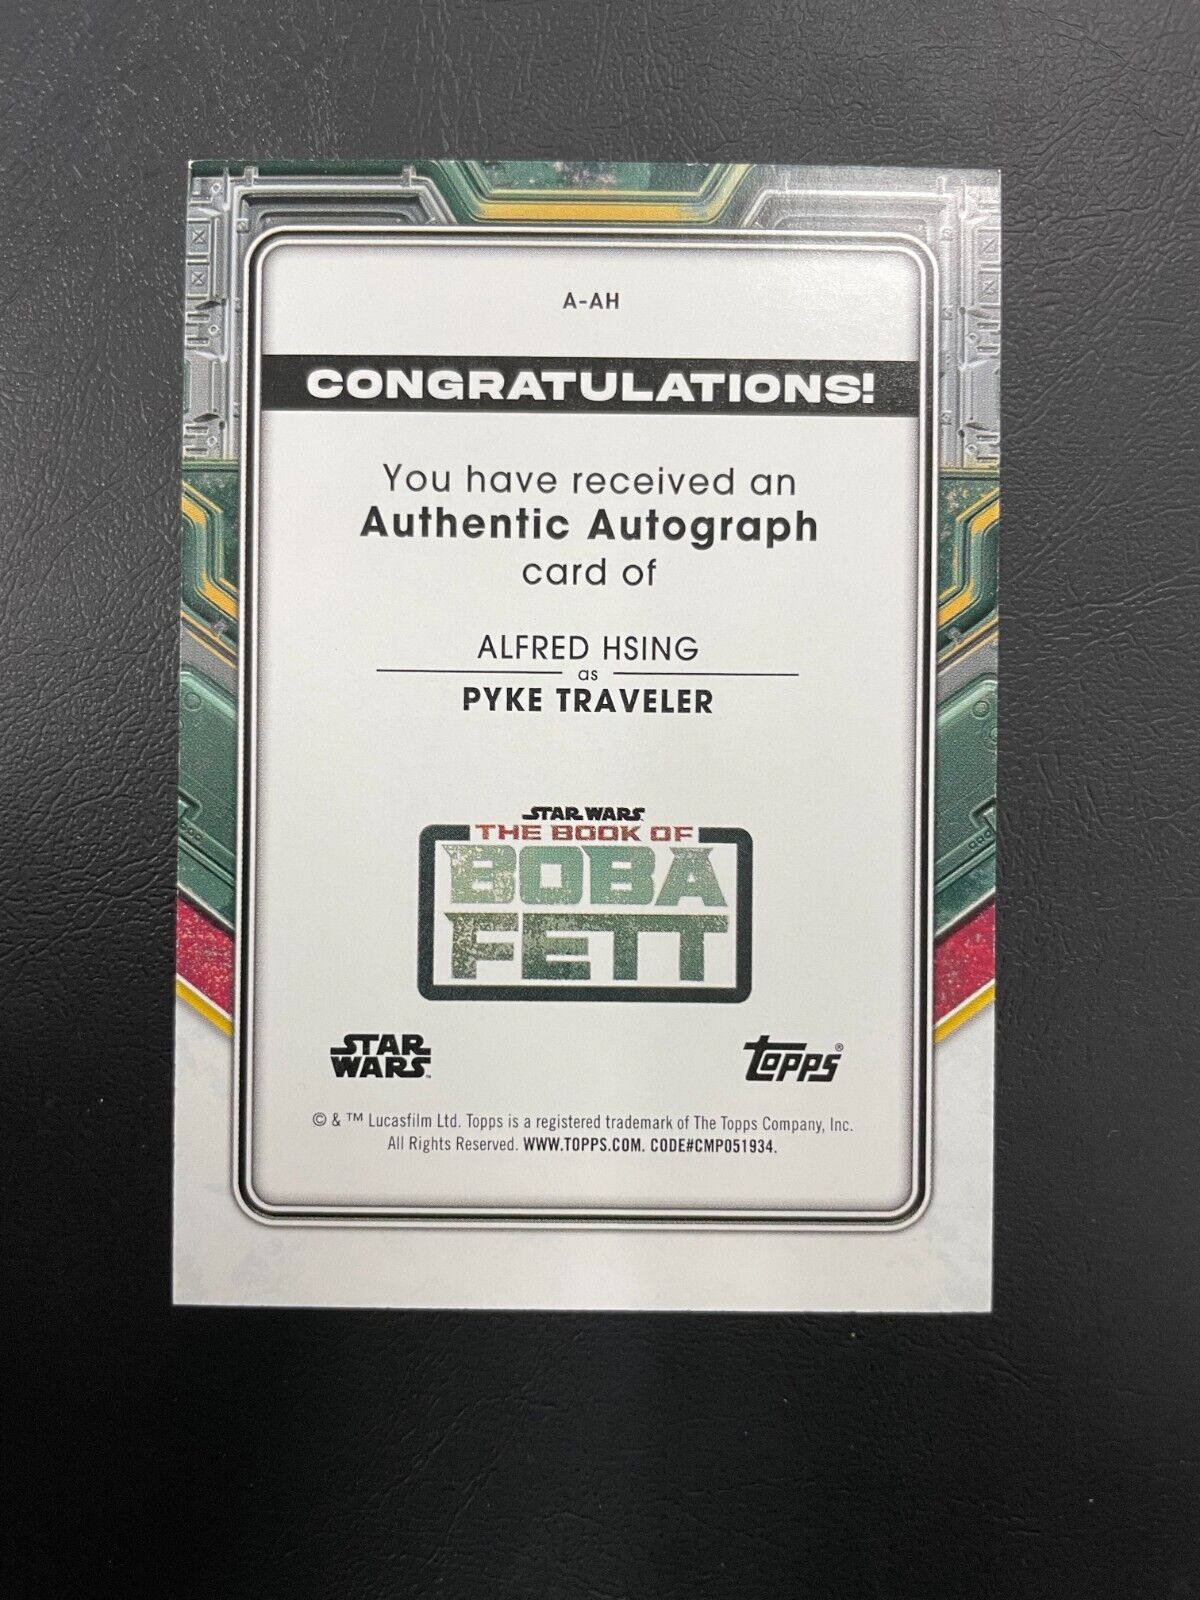 A-AH
CONGRATULATIONS!
You have received an
Authentic Autograph
card of
ALFRED HSING
as
PYKE TRAVELER
STAR WARS
THE BOOK OF
BOBA
FETT
STAR
WARS™
topps®
© & ™ Lucasfilm Ltd. Topps is a registered trademark of The Topps Company, Inc.
All Rights Reserved. WWW.TOPPS.COM. CODE#CMP051934.